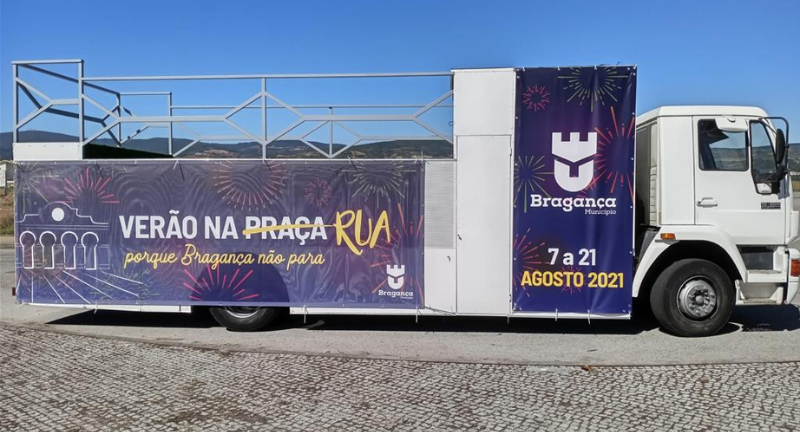 VERÃO NA PRAÇA RUA
porque Bragança não para
Bragança
Bragança
Município
7 a 21
AGOSTO 2021